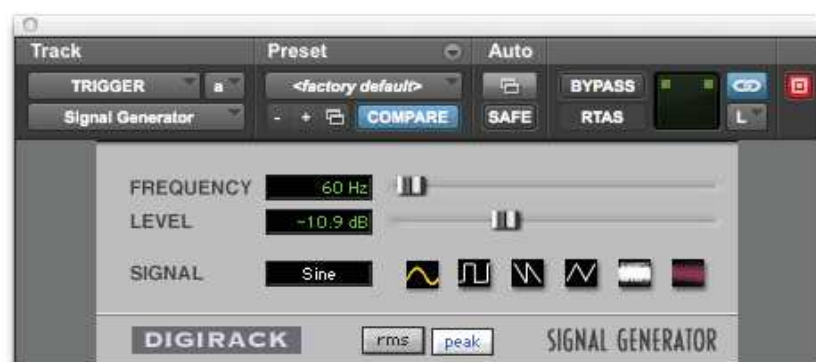 Track Preset Auto
TRIGGER a <factory default> BYPASS
Signal Generator - + COMPARE SAFE RTAS L
FREQUENCY 60 Hz
LEVEL -10.9 dB
SIGNAL Sine
DIGIRACK rms peak SIGNAL GENERATOR